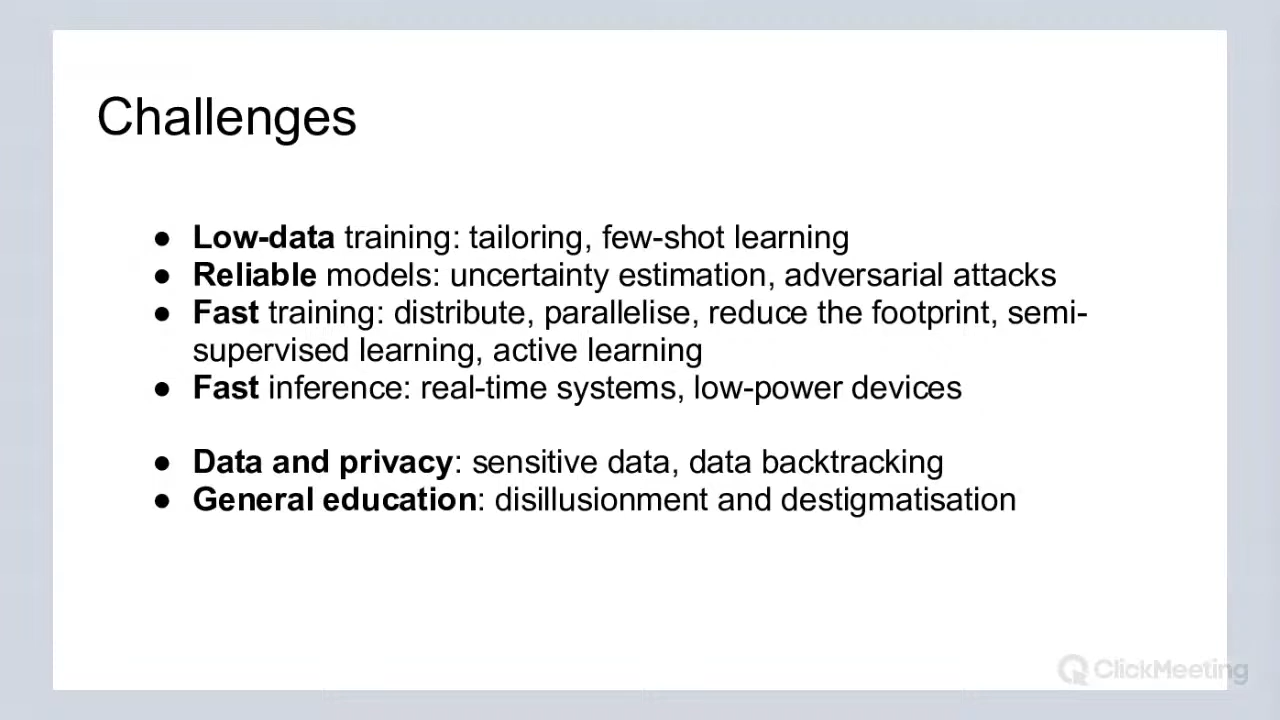 Challenges
● Low-data training: tailoring, few-shot learning
● Reliable models: uncertainty estimation, adversarial attacks
● Fast training: distribute, parallelise, reduce the footprint, semi-
supervised learning, active learning
● Fast inference: real-time systems, low-power devices
● Data and privacy: sensitive data, data backtracking
● General education: disillusionment and destigmatisation
ClickMeeting